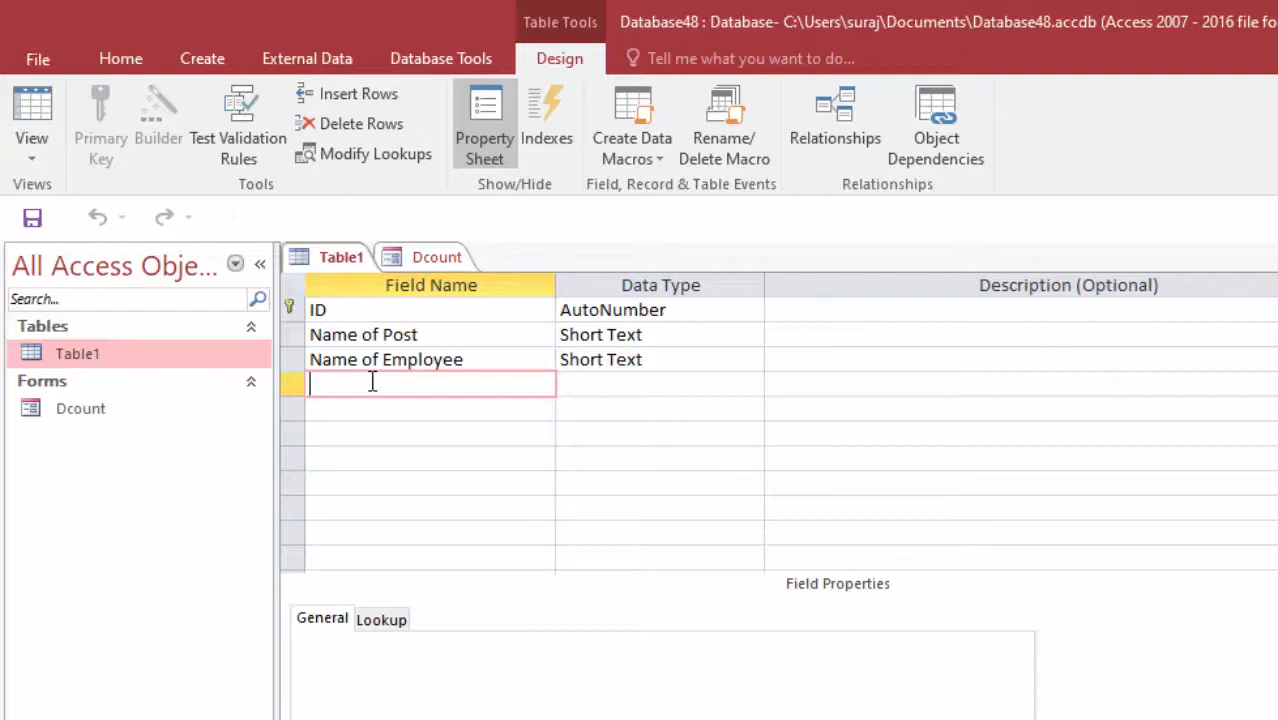 Table Tools
Database48 : Database- C:\Users\suraj\Documents\Database48.accdb (Access 2007 - 2016 file fo
File Home Create External Data Database Tools Design Tell me what you want to do...
View
Primary Key
Builder
Test Validation Rules
Insert Rows
Delete Rows
Modify Lookups
Property Sheet
Indexes
Create Data Macros
Rename/ Delete Macro
Relationships
Object Dependencies
Views Tools Show/Hide Field, Record & Table Events Relationships
All Access Obje...
Search...
Tables
Table1
Forms
Dcount
Table1 Dcount
Field Name Data Type Description (Optional)
ID AutoNumber
Name of Post Short Text
Name of Employee Short Text
Field Properties
General Lookup